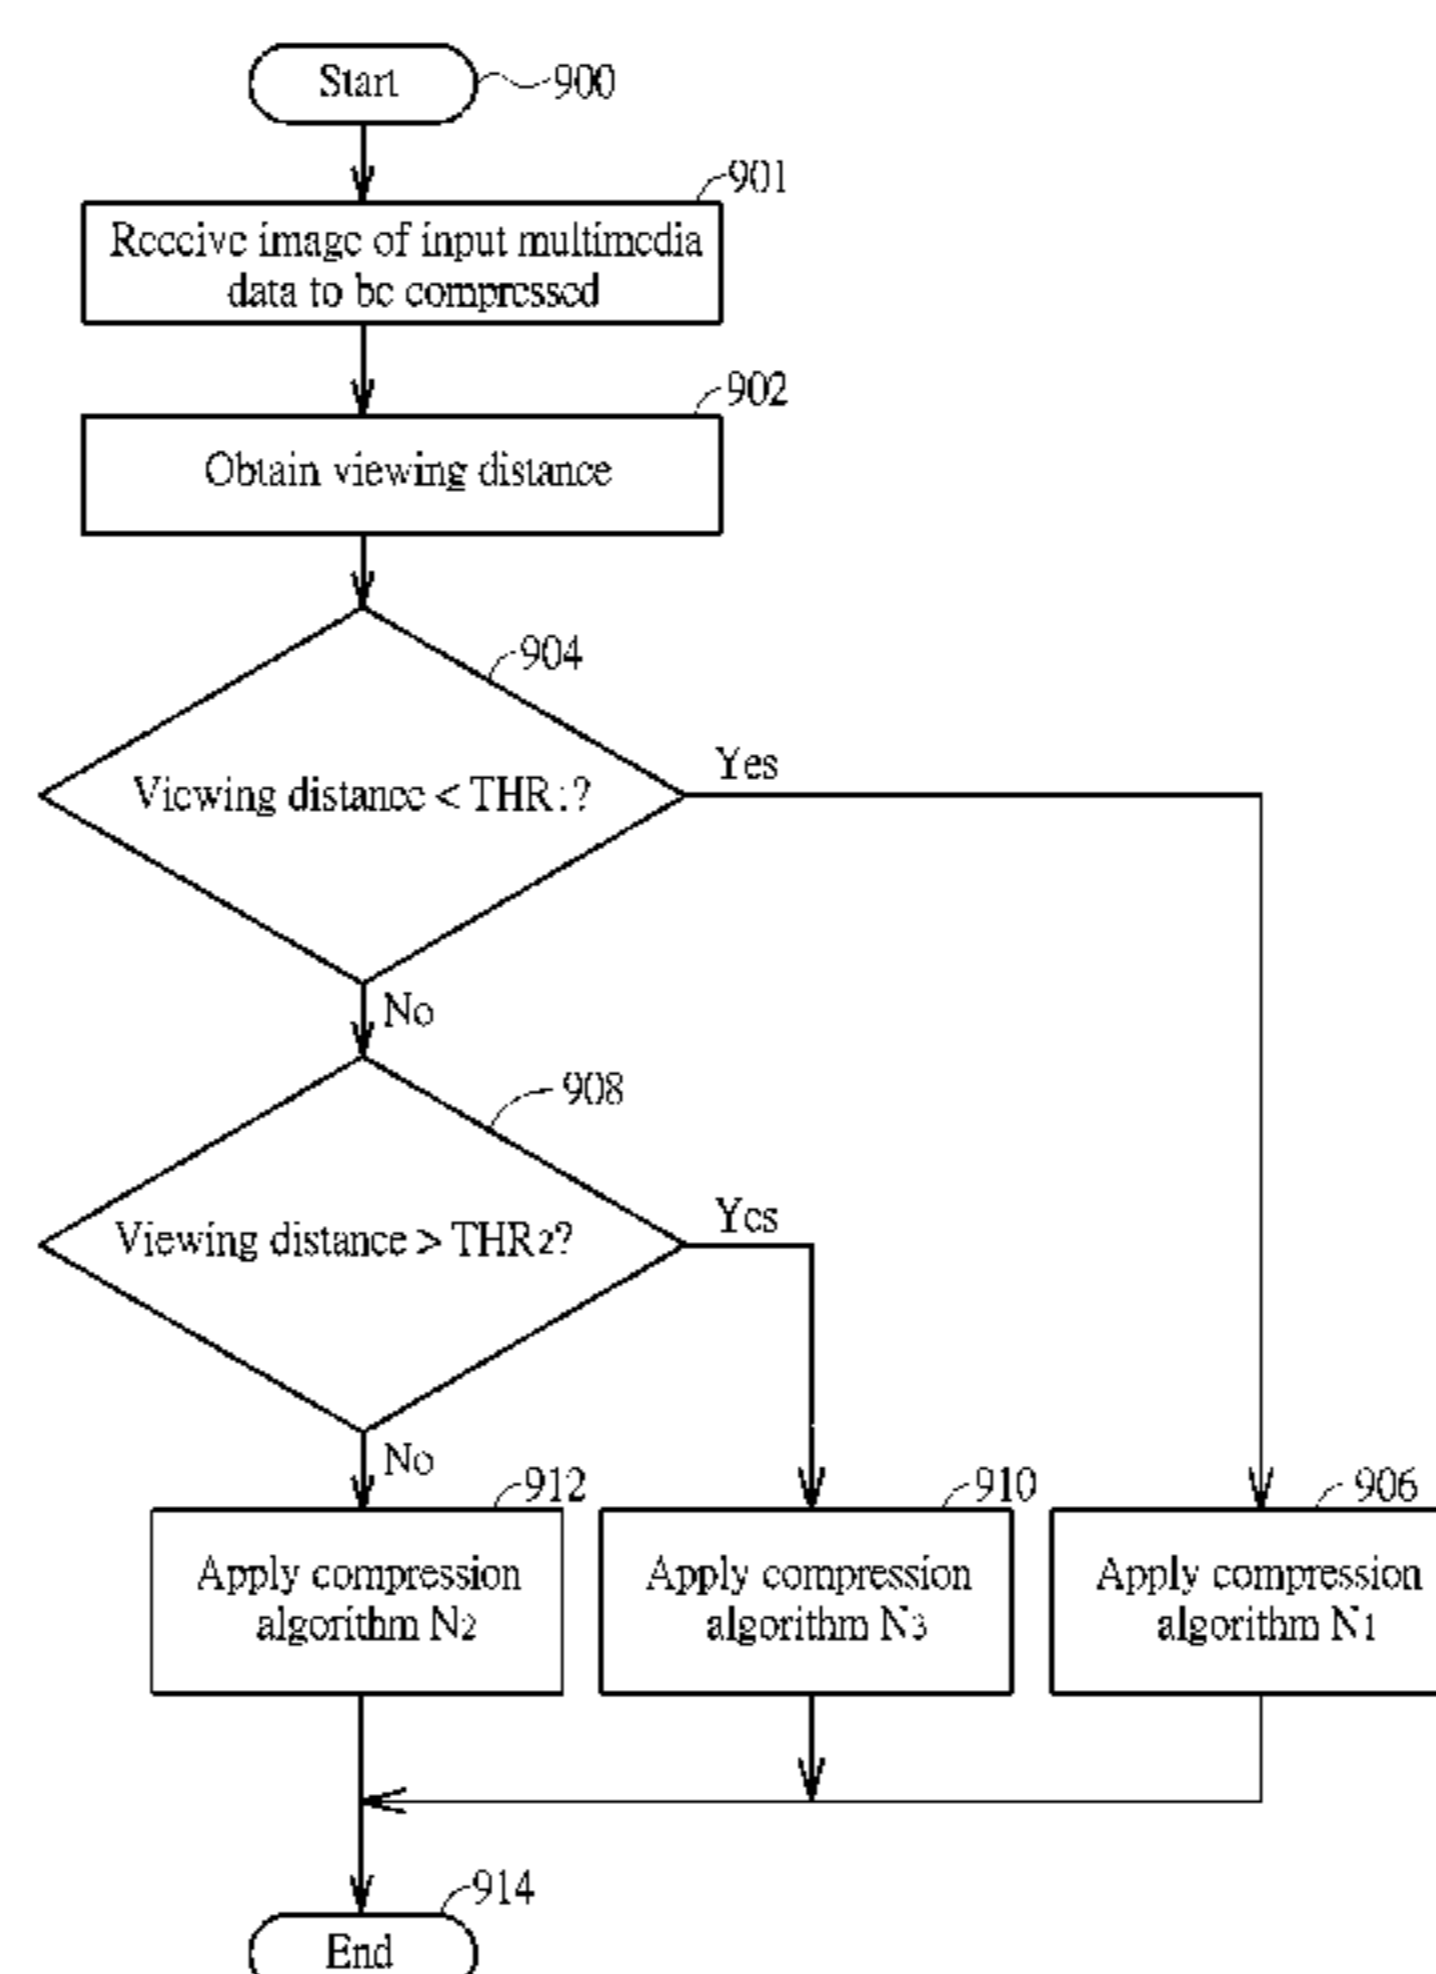 Start
900
901
Receive image of input multimedia
data to be compressed
902
Obtain viewing distance
904
Viewing distance < THR1?
Yes
No
908
Viewing distance > THR2?
Yes
No
912
910
906
Apply compression
algorithm N2
Apply compression
algorithm N3
Apply compression
algorithm N1
914
End